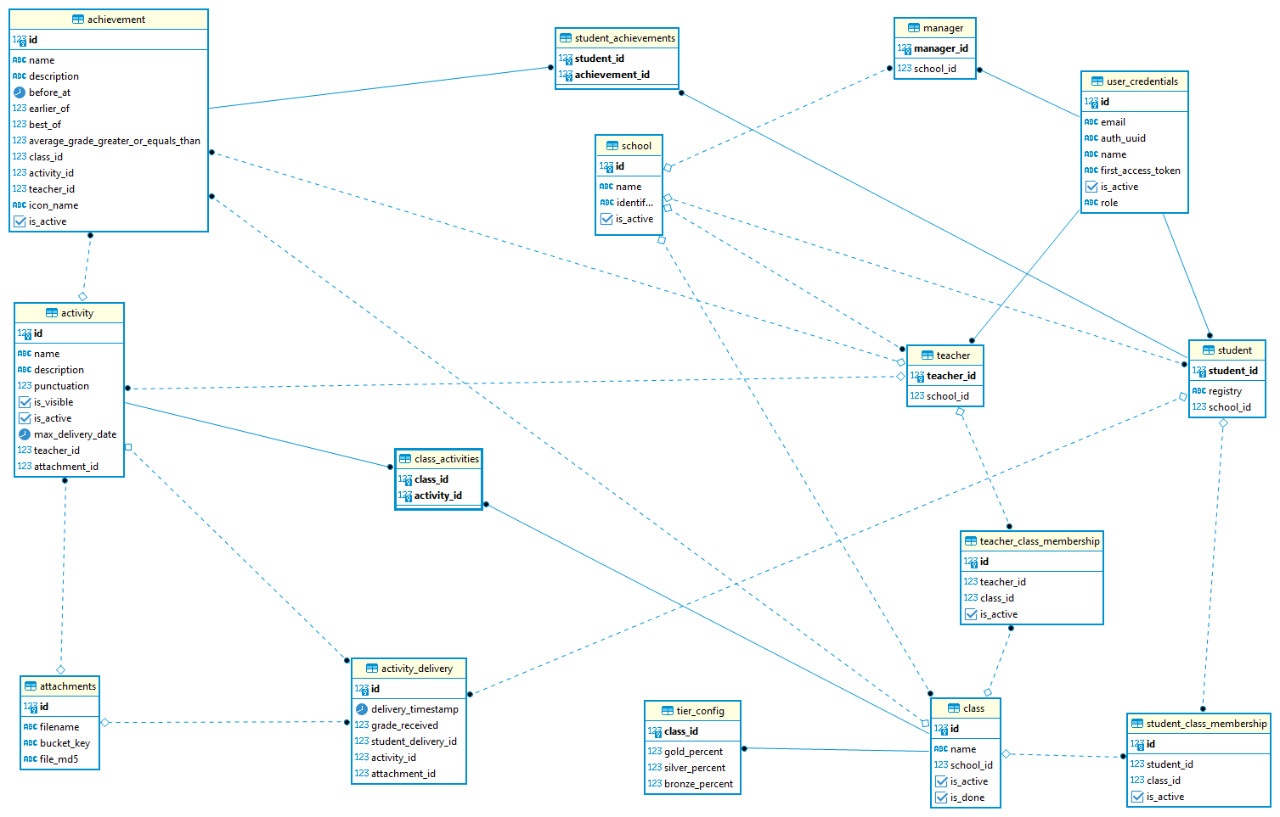 achievement
123 id
ABC name
ABC description
before_at
123 earlier_of
123 best_of
123 average_grade_greater_or_equals_than
123 class_id
123 activity_id
123 teacher_id
ABC icon_name
is_active
student_achievements
123 student_id
123 achievement_id
manager
123 manager_id
123 school_id
user_credentials
123 id
ABC email
ABC auth_uuid
ABC name
ABC first_access_token
is_active
ABC role
school
123 id
ABC name
ABC identif...
is_active
activity
123 id
ABC name
ABC description
123 punctuation
is_visible
is_active
max_delivery_date
123 teacher_id
123 attachment_id
teacher
123 teacher_id
123 school_id
student
123 student_id
ABC registry
123 school_id
class_activities
123 class_id
123 activity_id
teacher_class_membership
123 id
123 teacher_id
123 class_id
is_active
attachments
123 id
ABC filename
ABC bucket_key
ABC file_md5
activity_delivery
123 id
delivery_timestamp
123 grade_received
123 student_delivery_id
123 activity_id
123 attachment_id
tier_config
123 class_id
123 gold_percent
123 silver_percent
123 bronze_percent
class
123 id
ABC name
123 school_id
is_active
is_done
student_class_membership
123 id
123 student_id
123 class_id
is_active